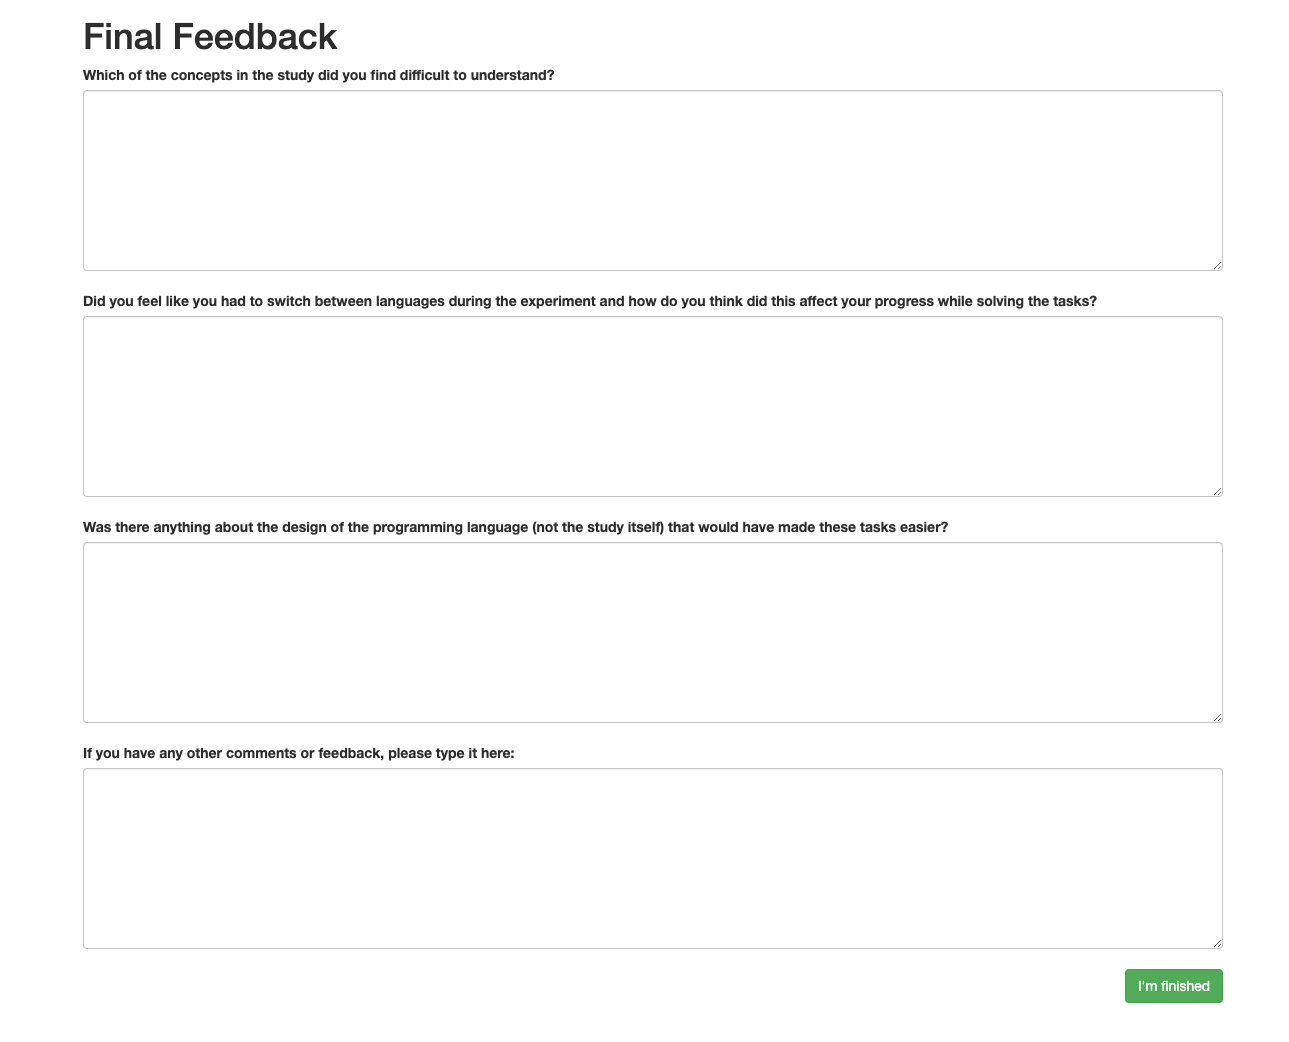 Final Feedback
Which of the concepts in the study did you find difficult to understand?
Did you feel like you had to switch between languages during the experiment and how do you think did this affect your progress while solving the tasks?
Was there anything about the design of the programming language (not the study itself) that would have made these tasks easier?
If you have any other comments or feedback, please type it here:
I'm finished